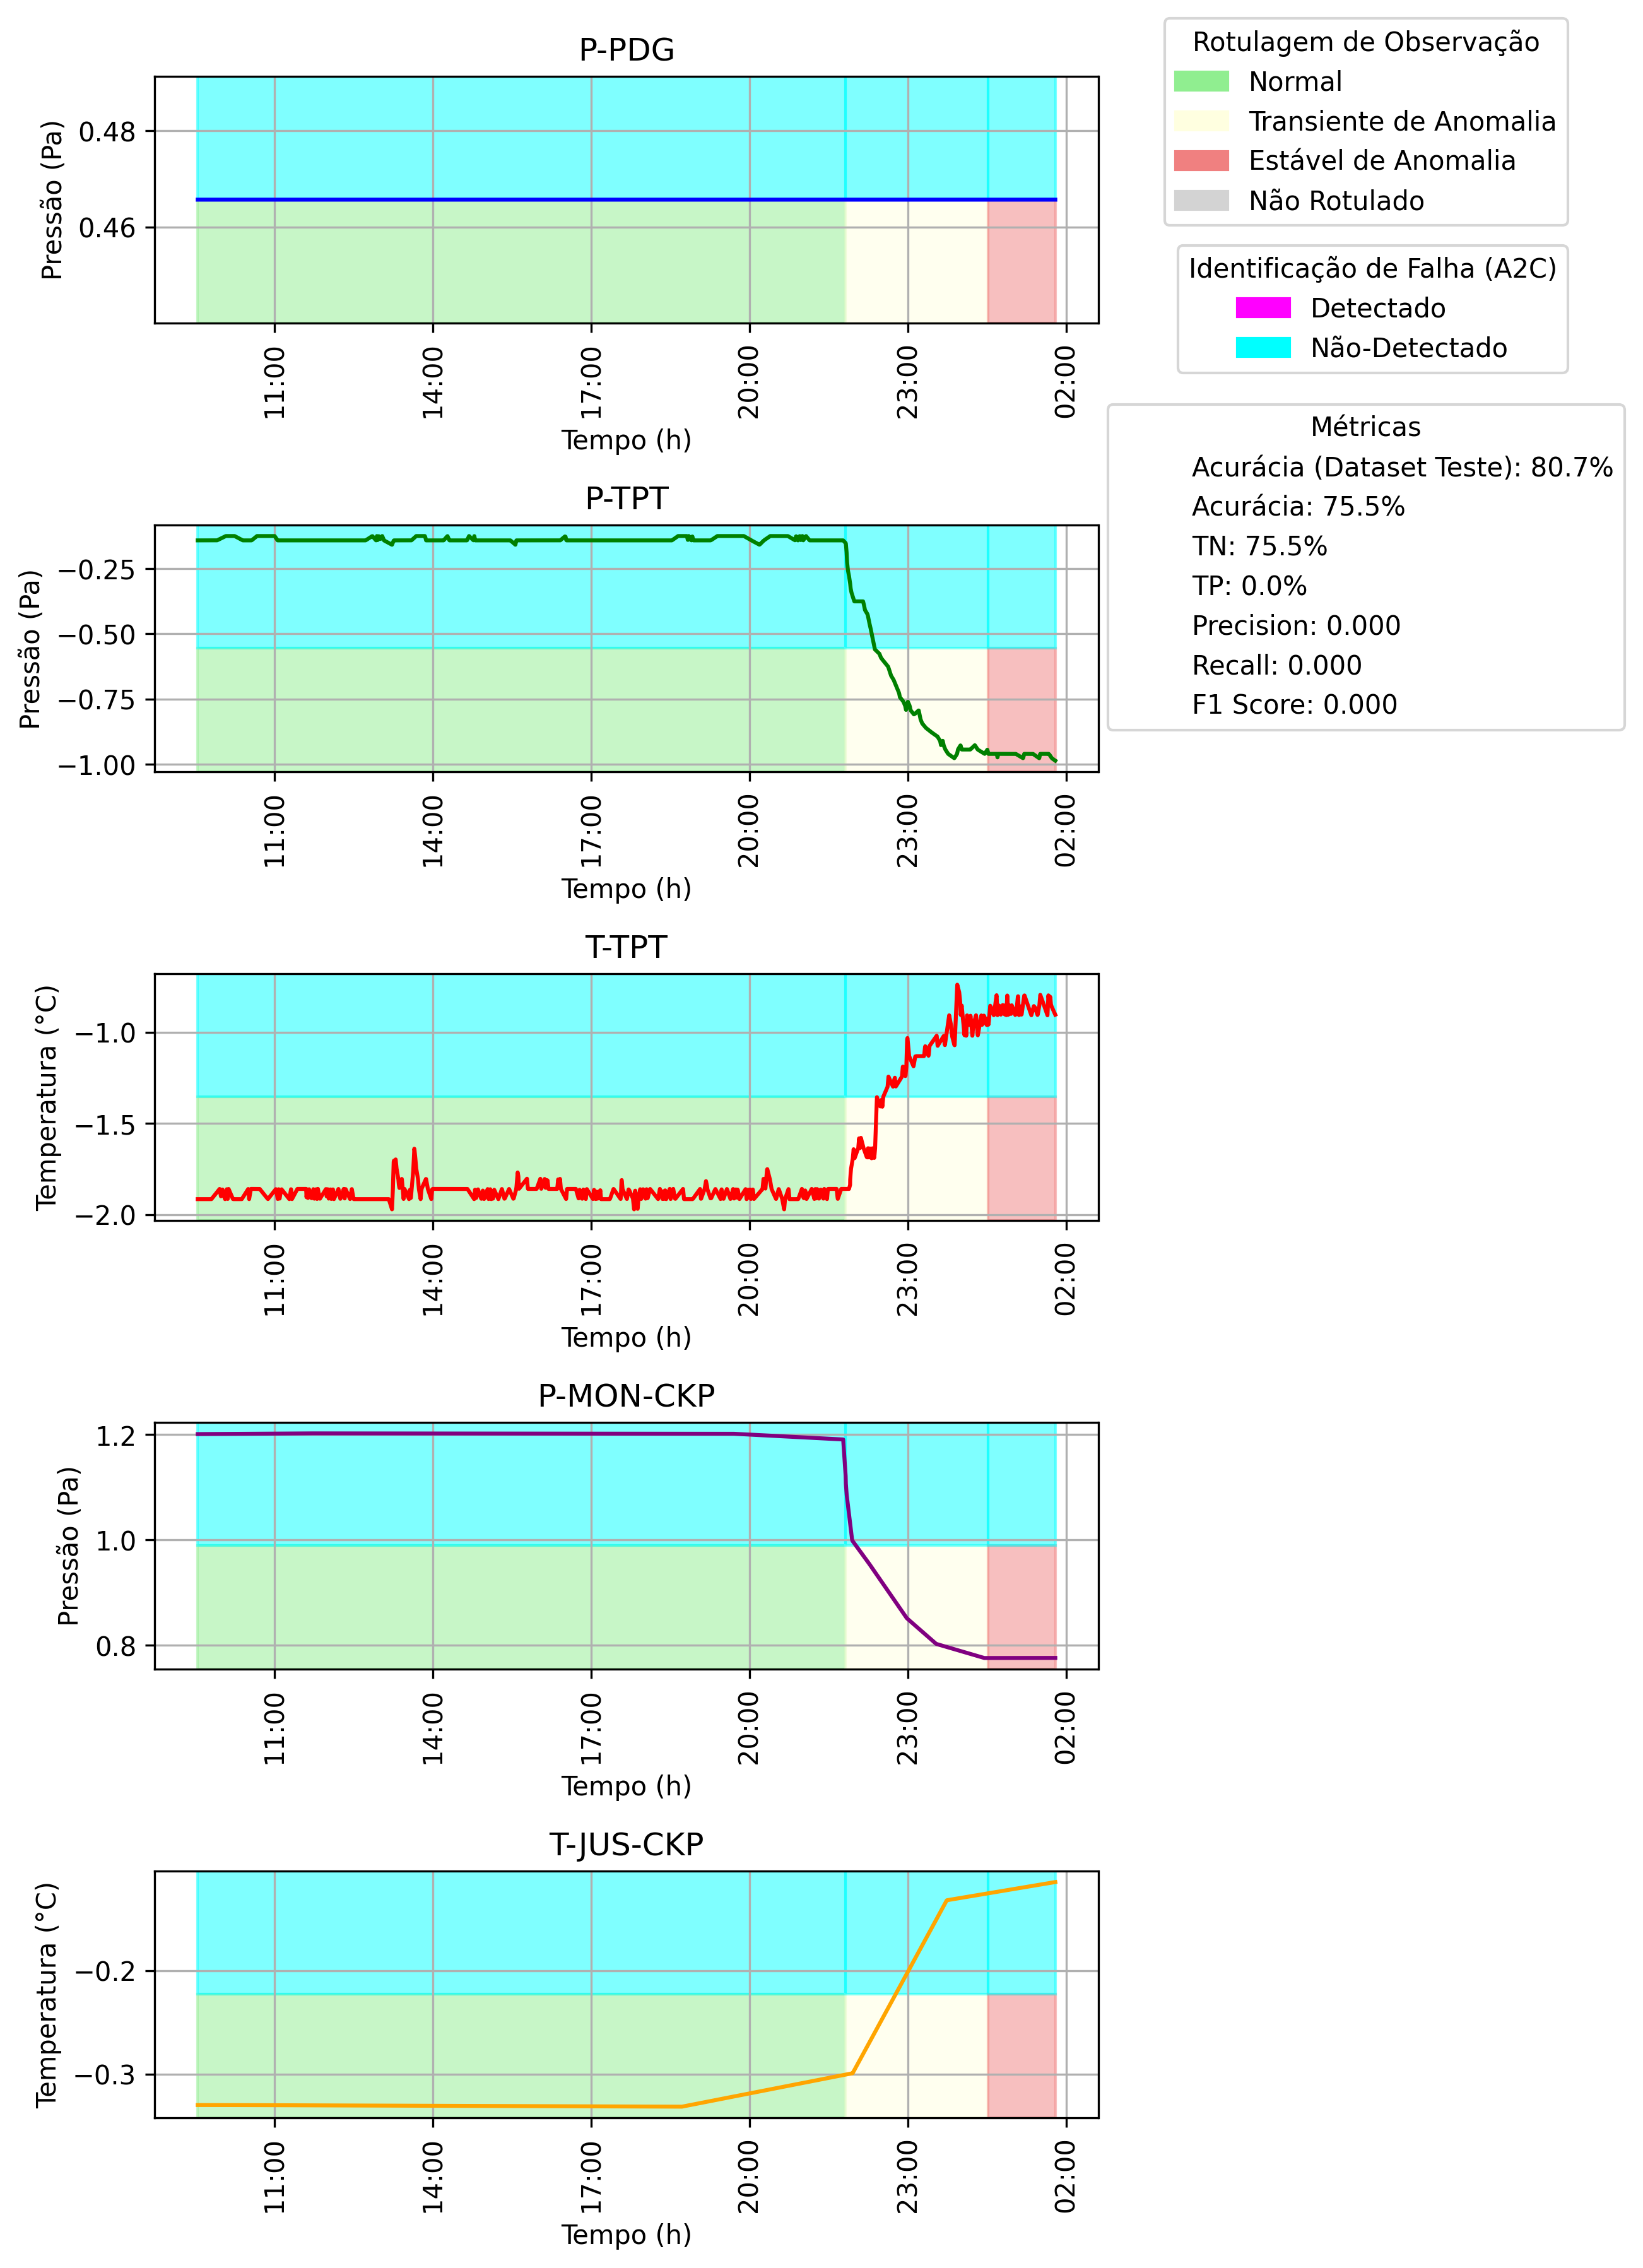 P-PDG
Pressão (Pa)
0.48
0.46
11:00
14:00
17:00
20:00
23:00
02:00
Tempo (h)
P-TPT
Pressão (Pa)
−0.25
−0.50
−0.75
−1.00
11:00
14:00
17:00
20:00
23:00
02:00
Tempo (h)
T-TPT
Temperatura (°C)
−1.0
−1.5
−2.0
11:00
14:00
17:00
20:00
23:00
02:00
Tempo (h)
P-MON-CKP
Pressão (Pa)
1.2
1.0
0.8
11:00
14:00
17:00
20:00
23:00
02:00
Tempo (h)
T-JUS-CKP
Temperatura (°C)
−0.2
−0.3
11:00
14:00
17:00
20:00
23:00
02:00
Tempo (h)
Rotulagem de Observação
Normal
Transiente de Anomalia
Estável de Anomalia
Não Rotulado
Identificação de Falha (A2C)
Detectado
Não-Detectado
Métricas
Acurácia (Dataset Teste): 80.7%
Acurácia: 75.5%
TN: 75.5%
TP: 0.0%
Precision: 0.000
Recall: 0.000
F1 Score: 0.000